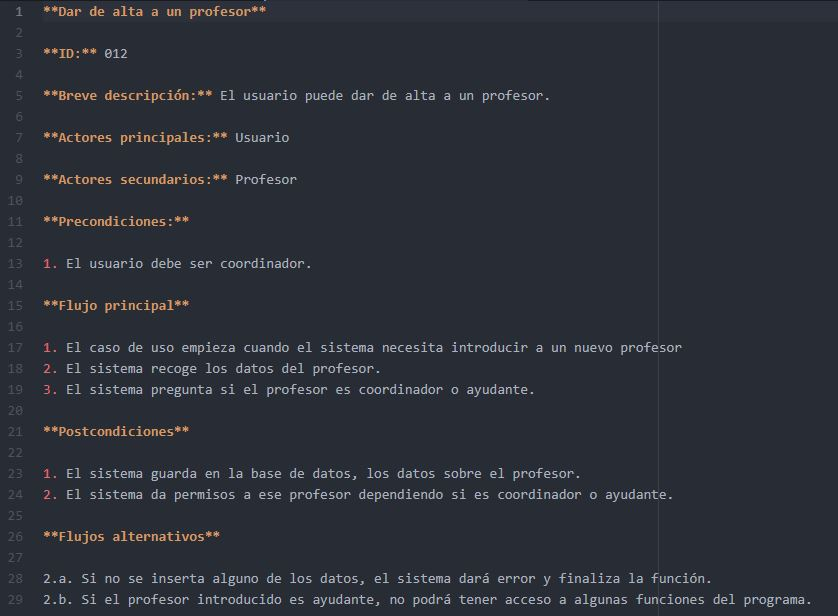 1 **Dar de alta a un profesor**
2
3 **ID:** 012
4
5 **Breve descripción:** El usuario puede dar de alta a un profesor.
6
7 **Actores principales:** Usuario
8
9 **Actores secundarios:** Profesor
10
11 **Precondiciones:**
12
13 1. El usuario debe ser coordinador.
14
15 **Flujo principal**
16
17 1. El caso de uso empieza cuando el sistema necesita introducir a un nuevo profesor
18 2. El sistema recoge los datos del profesor.
19 3. El sistema pregunta si el profesor es coordinador o ayudante.
20
21 **Postcondiciones**
22
23 1. El sistema guarda en la base de datos, los datos sobre el profesor.
24 2. El sistema da permisos a ese profesor dependiendo si es coordinador o ayudante.
25
26 **Flujos alternativos**
27
28 2.a. Si no se inserta alguno de los datos, el sistema dará error y finaliza la función.
29 2.b. Si el profesor introducido es ayudante, no podrá tener acceso a algunas funciones del programa.